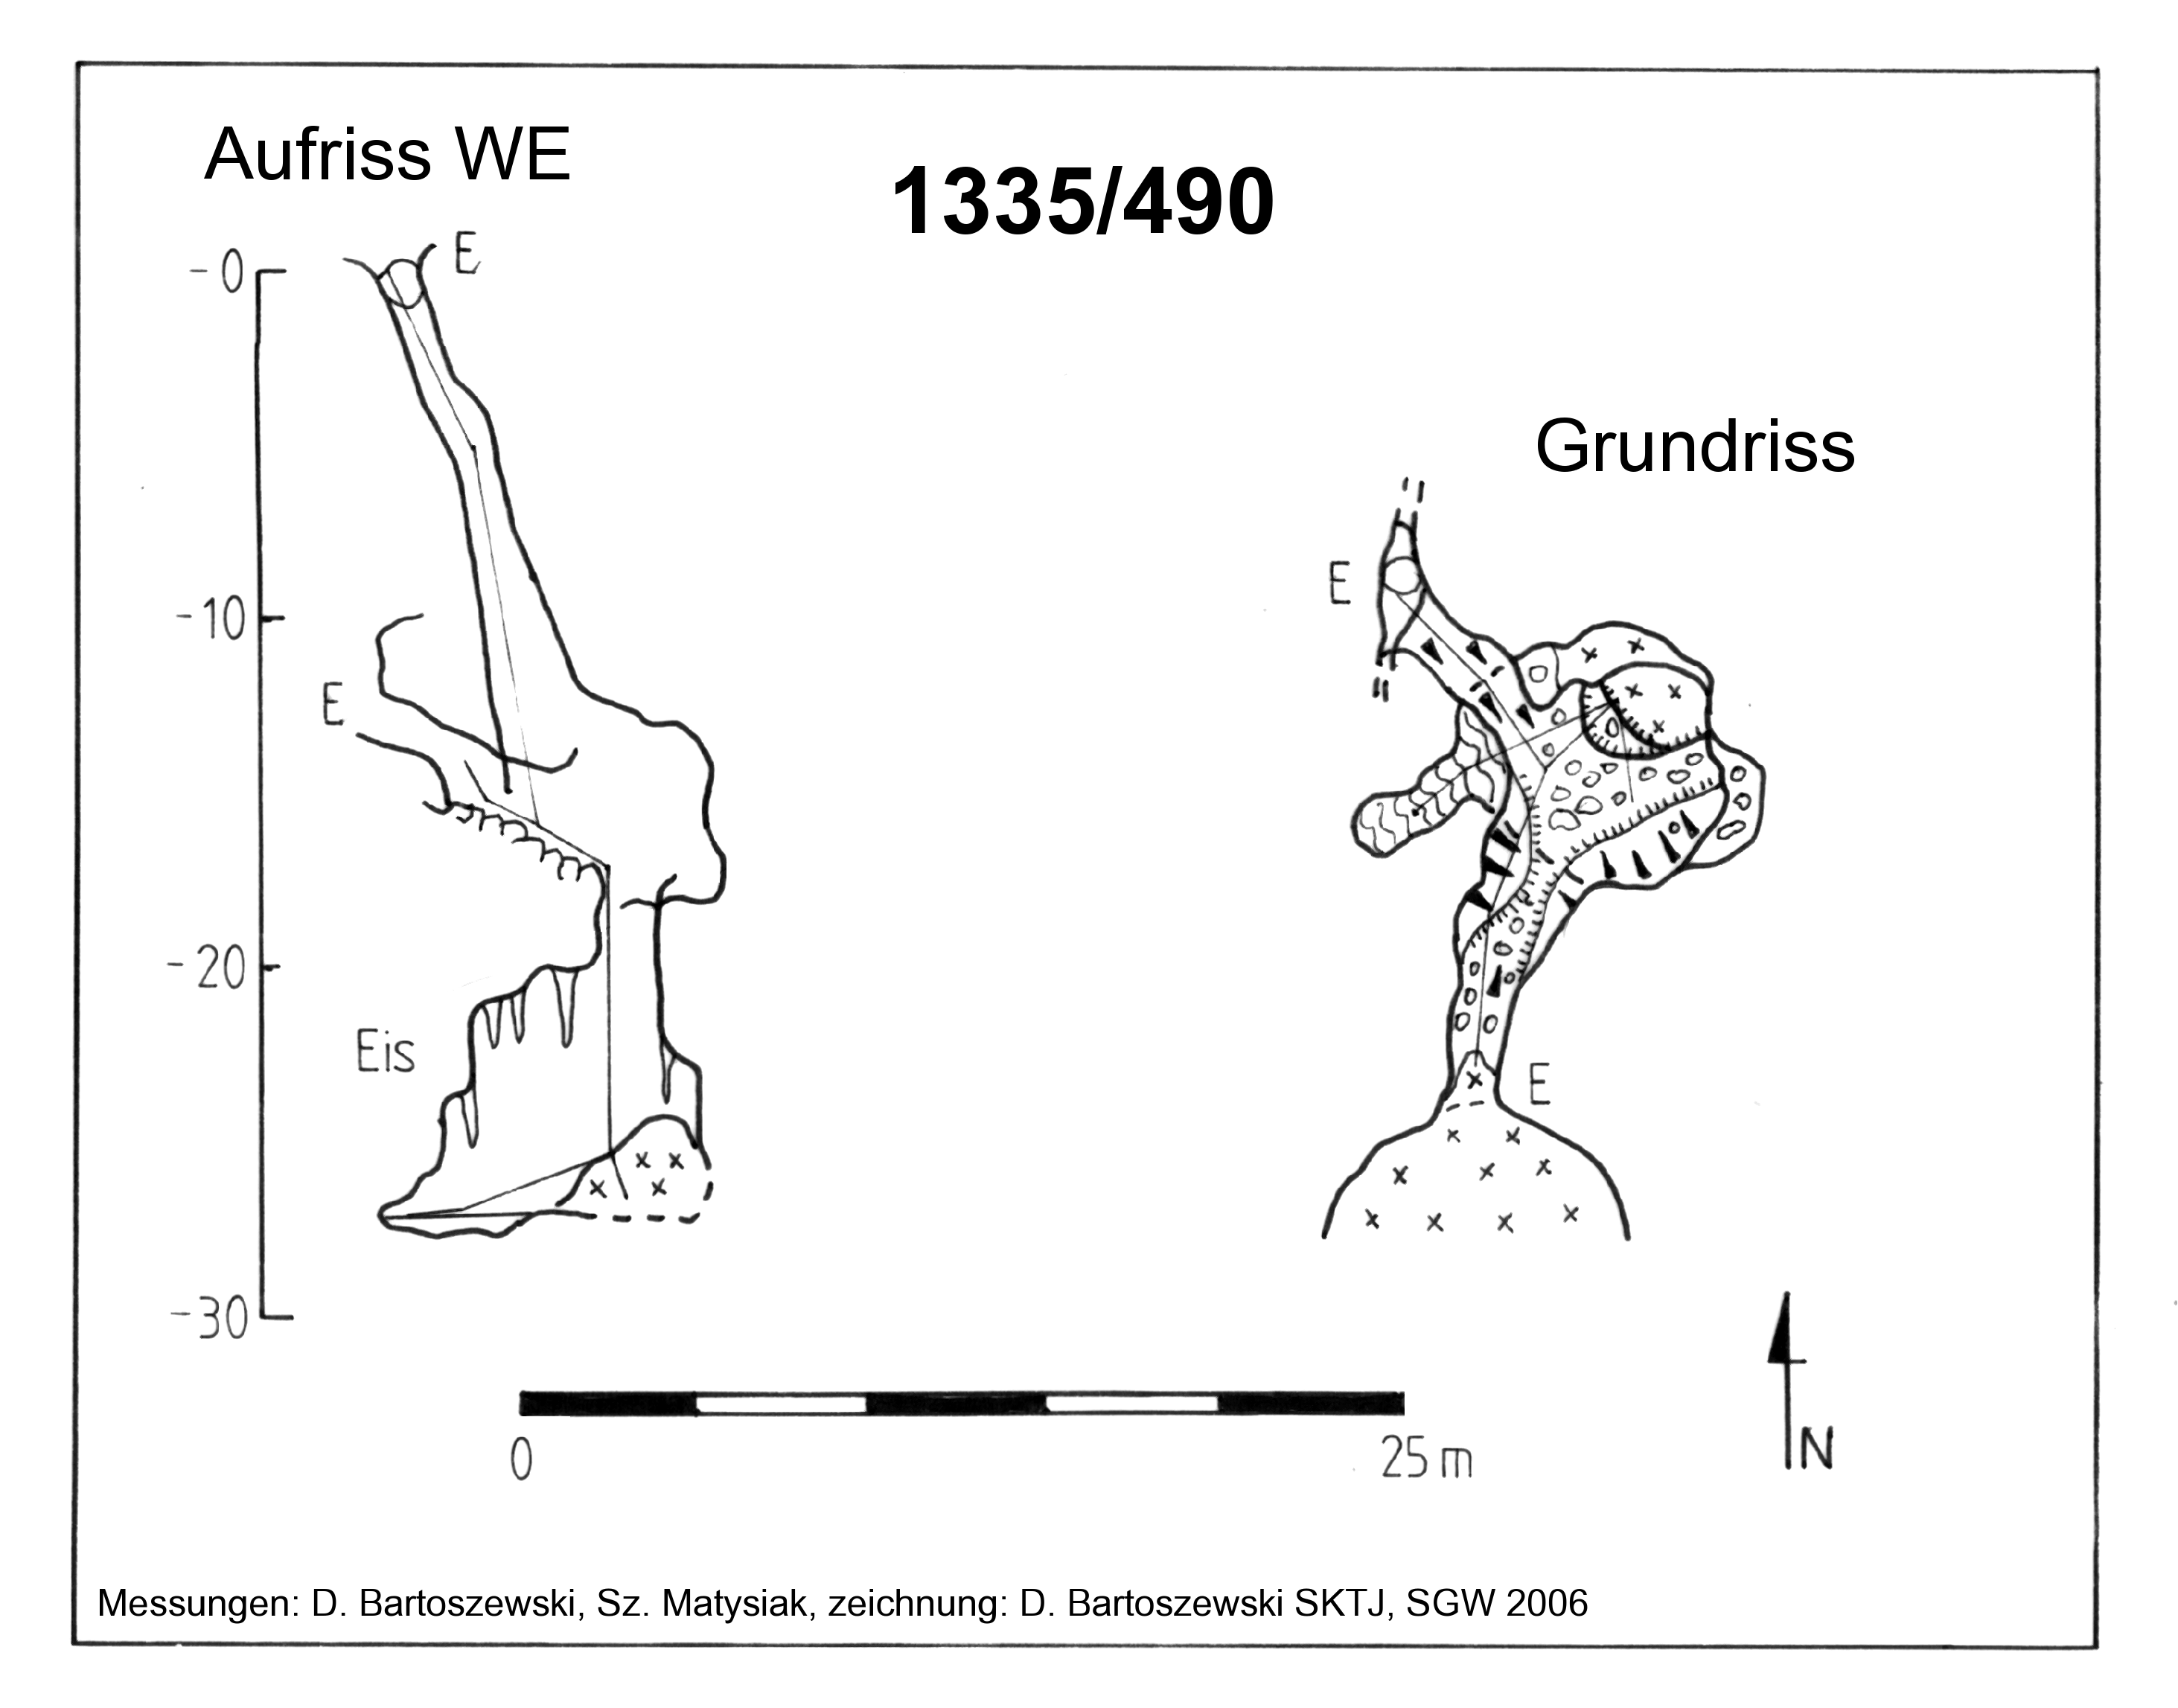 Aufriss WE
1335/490
E
-0
Grundriss
E
-10
E
-20
Eis
E
-30
0
25 m
N
Messungen: D. Bartoszewski, Sz. Matysiak, zeichnung: D. Bartoszewski SKTJ, SGW 2006